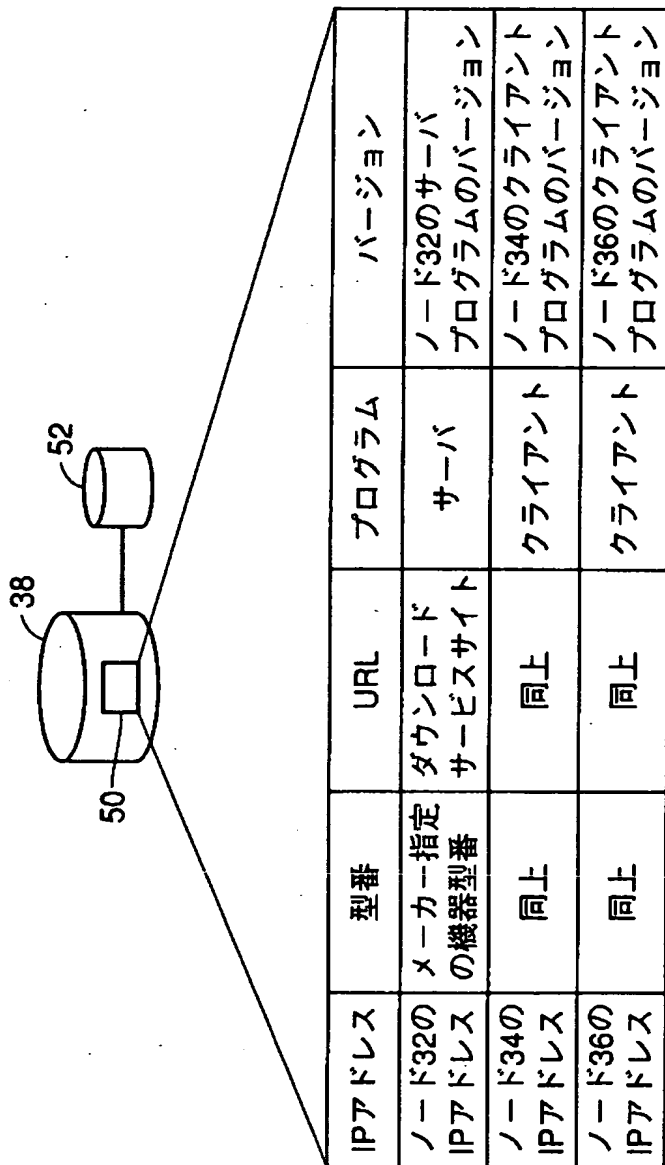 38
52
50
IPアドレス
型番
URL
プログラム
バージョン
ノード32の
IPアドレス
メーカー指定
の機器型番
ダウンロード
サービスサイト
サーバ
ノード32のサーバ
プログラムのバージョン
ノード34の
IPアドレス
同上
同上
クライアント
ノード34のクライアント
プログラムのバージョン
ノード36の
IPアドレス
同上
同上
クライアント
ノード36のクライアント
プログラムのバージョン